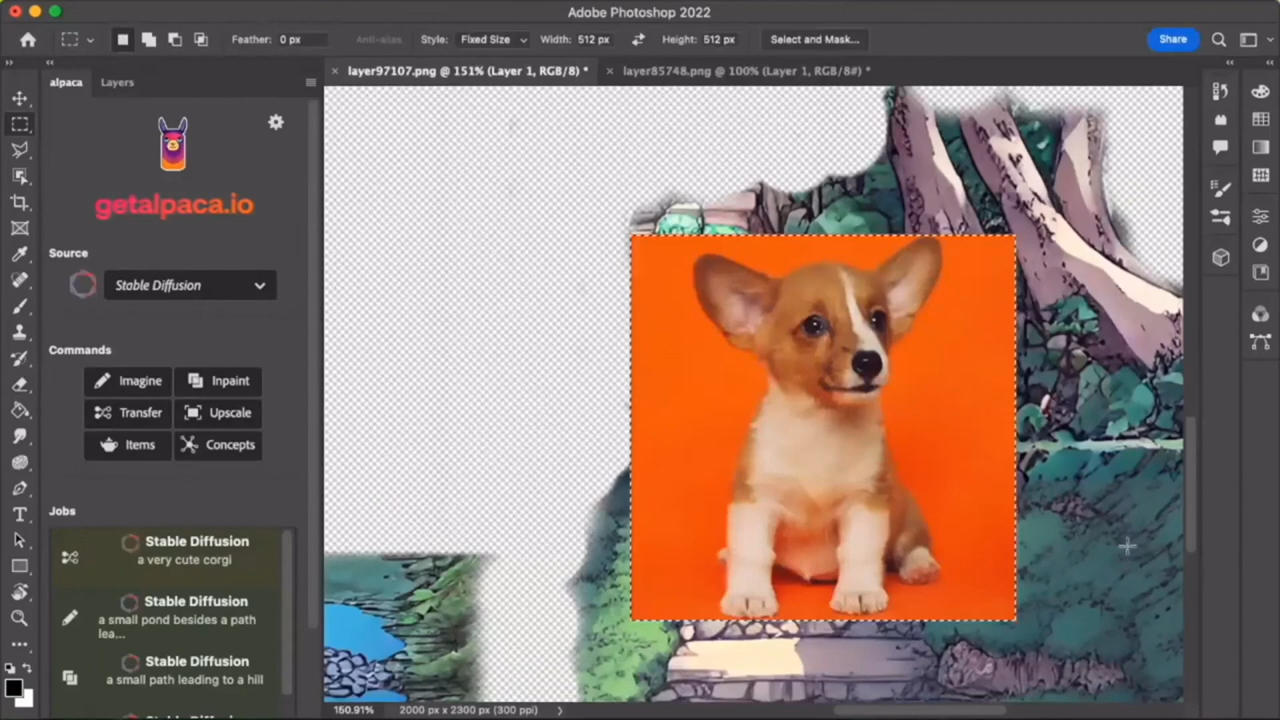 Adobe Photoshop 2022
Feather: 0 px Anti-alias Style: Fixed Size Width: 512 px Height: 512 px Select and Mask... Share
alpaca Layers
layer97107.png @ 151% (Layer 1, RGB/8) * layer85748.png @ 100% (Layer 1, RGB/8#) *
getalpaca.io
Source
Stable Diffusion
Commands
Imagine Inpaint
Transfer Upscale
Items Concepts
Jobs
Stable Diffusion
a very cute corgi
Stable Diffusion
a small pond besides a path
lea...
Stable Diffusion
a small path leading to a hill
150.91% 2000 px x 2300 px (300 ppi)